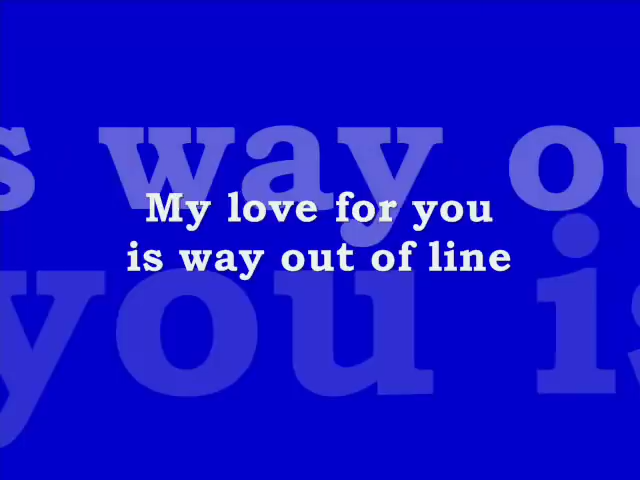 s way ou
My love for you
is way out of line
you is